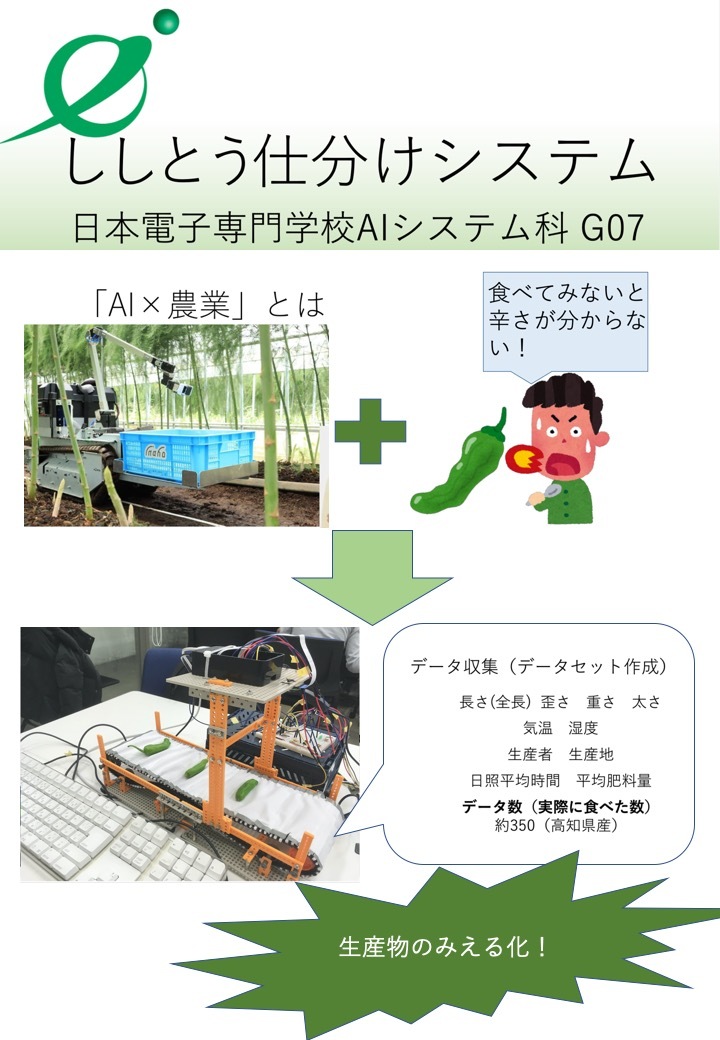 ししとう仕分けシステム
日本電子専門学校AIシステム科 G07
「AI×農業」とは
食べてみないと
辛さが分からな
い！
inaho
データ収集（データセット作成）
長さ(全長) 歪さ 重さ 太さ
気温 湿度
生産者 生産地
日照平均時間 平均肥料量
データ数（実際に食べた数）
約350（高知県産）
生産物のみえる化！